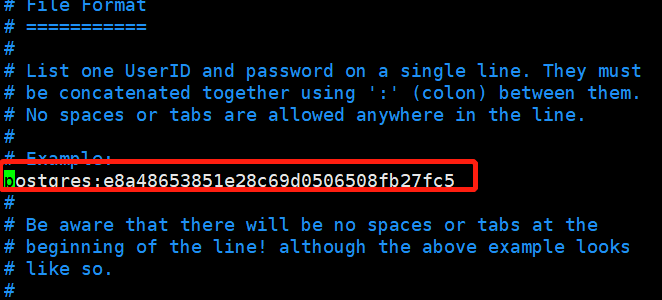 # File Format
# ===========
#
# List one UserID and password on a single line. They must
# be concatenated together using ':' (colon) between them.
# No spaces or tabs are allowed anywhere in the line.
#
# Example:
postgres:e8a48653851e28c69d0506508fb27fc5
#
# Be aware that there will be no spaces or tabs at the
# beginning of the line! although the above example looks
# like so.
#